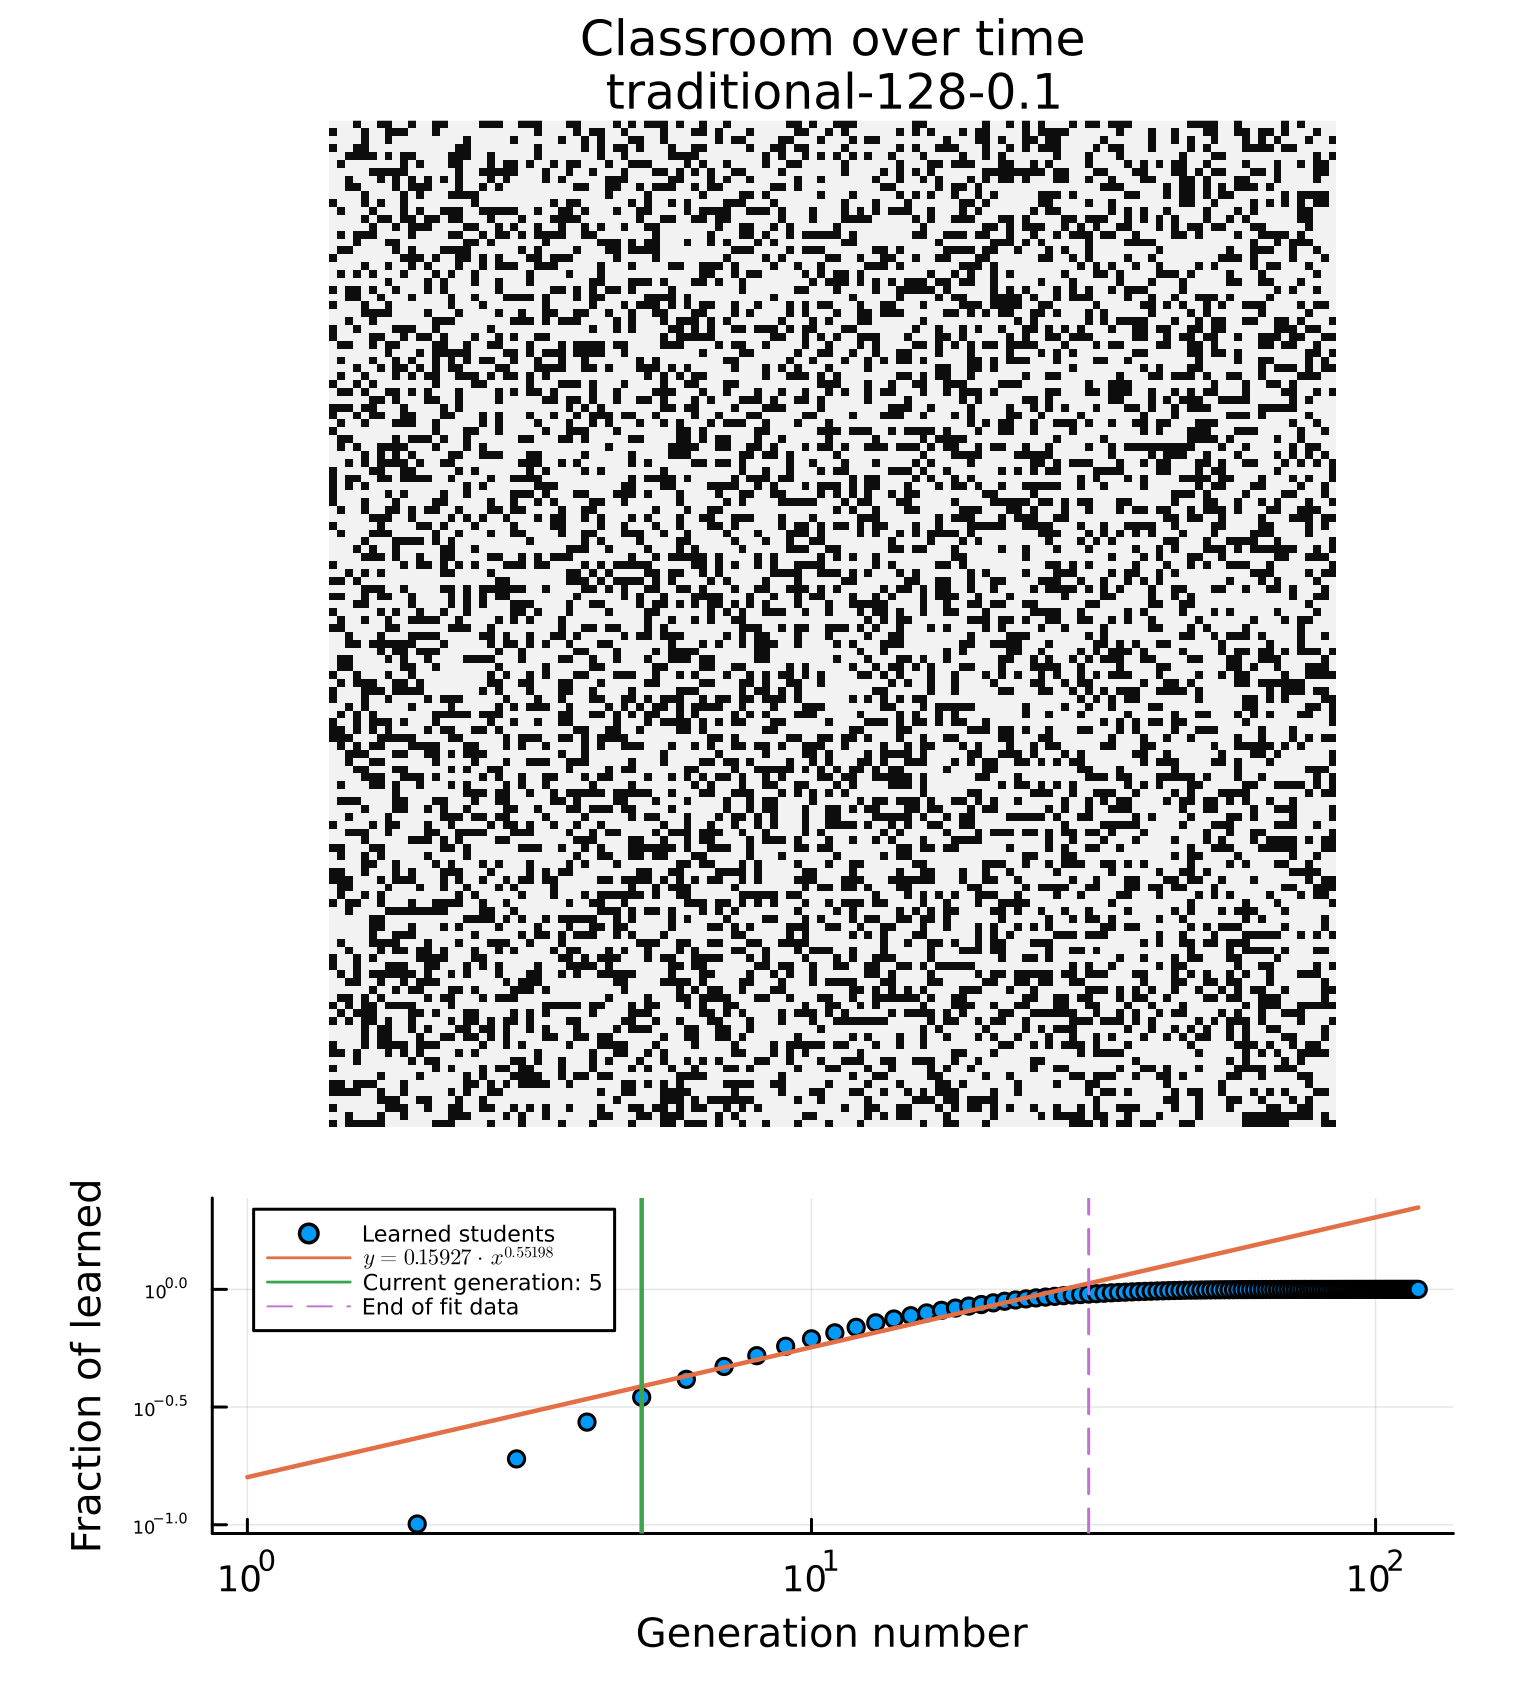 Classroom over time
traditional-128-0.1
Fraction of learned
Learned students
y = 0.15927 · x^0.55198
Current generation: 5
End of fit data
10^0.0
10^−0.5
10^−1.0
10^0 10^1 10^2
Generation number